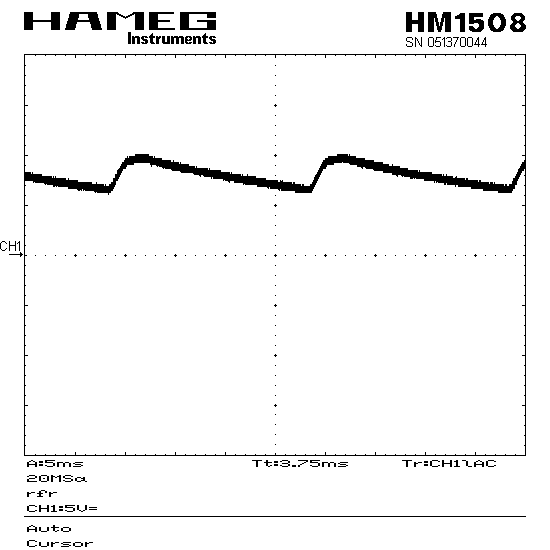 HAMEG
Instruments
HM1508
SN 051370044
CH1
A:5ms Tt:3.75ms Tr:CH1~AC
20MSa
rfr
CH1:5V=
Auto
Cursor